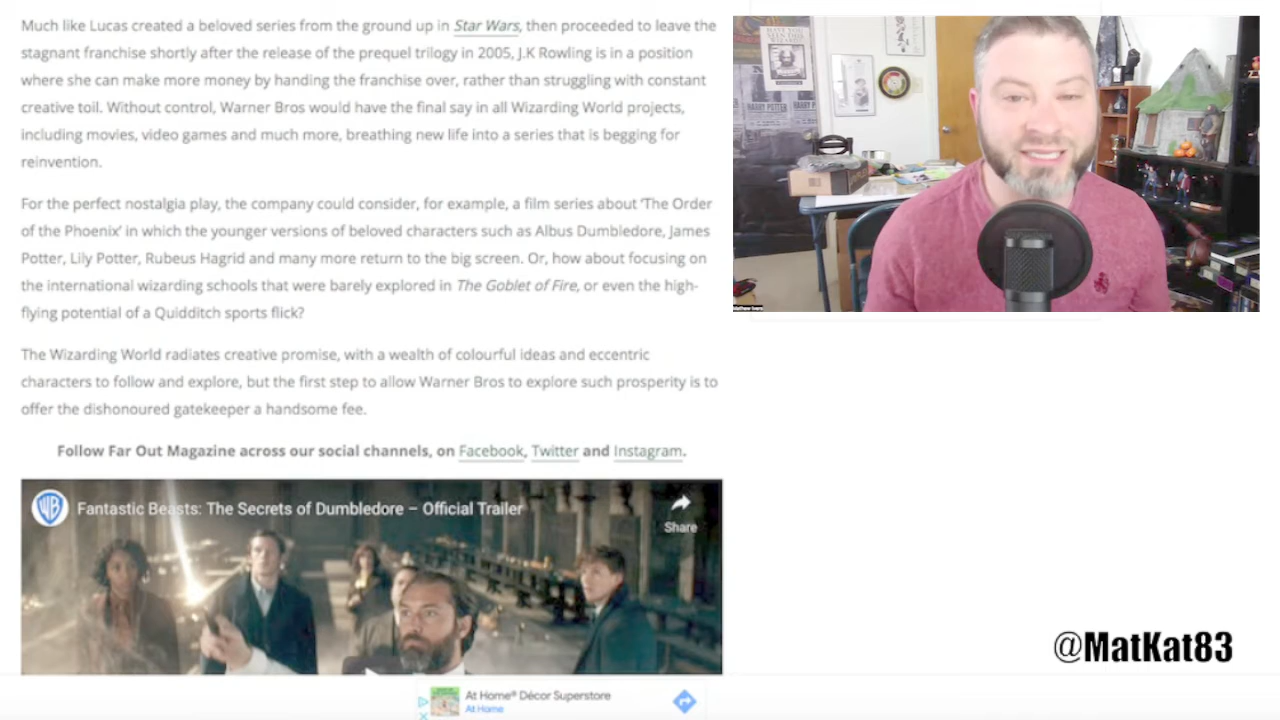 Much like Lucas created a beloved series from the ground up in Star Wars, then proceeded to leave the
stagnant franchise shortly after the release of the prequel trilogy in 2005, J.K Rowling is in a position
where she can make more money by handing the franchise over, rather than struggling with constant
creative toil. Without control, Warner Bros would have the final say in all Wizarding World projects,
including movies, video games and much more, breathing new life into a series that is begging for
reinvention.
For the perfect nostalgia play, the company could consider, for example, a film series about ‘The Order
of the Phoenix’ in which the younger versions of beloved characters such as Albus Dumbledore, James
Potter, Lily Potter, Rubeus Hagrid and many more return to the big screen. Or, how about focusing on
the international wizarding schools that were barely explored in The Goblet of Fire, or even the high-
flying potential of a Quidditch sports flick?
The Wizarding World radiates creative promise, with a wealth of colourful ideas and eccentric
characters to follow and explore, but the first step to allow Warner Bros to explore such prosperity is to
offer the dishonoured gatekeeper a handsome fee.
Follow Far Out Magazine across our social channels, on Facebook, Twitter and Instagram.
Fantastic Beasts: The Secrets of Dumbledore – Official Trailer
Share
HAVE YOU
SEEN THIS
WIZARD
HARRY POTTER
HARRY POTTER
@MatKat83
At Home® Décor Superstore
At Home